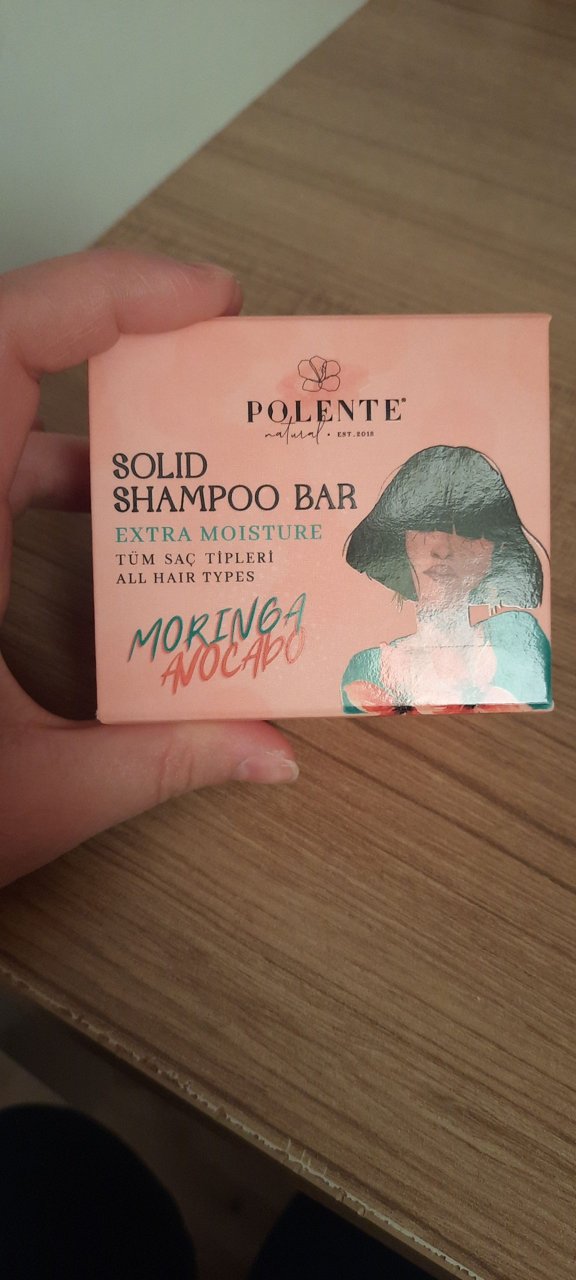 POLENTE®
natural • EST. 2018
SOLID
SHAMPOO BAR
EXTRA MOISTURE
TÜM SAÇ TİPLERİ
ALL HAIR TYPES
MORINGA
AVOCADO